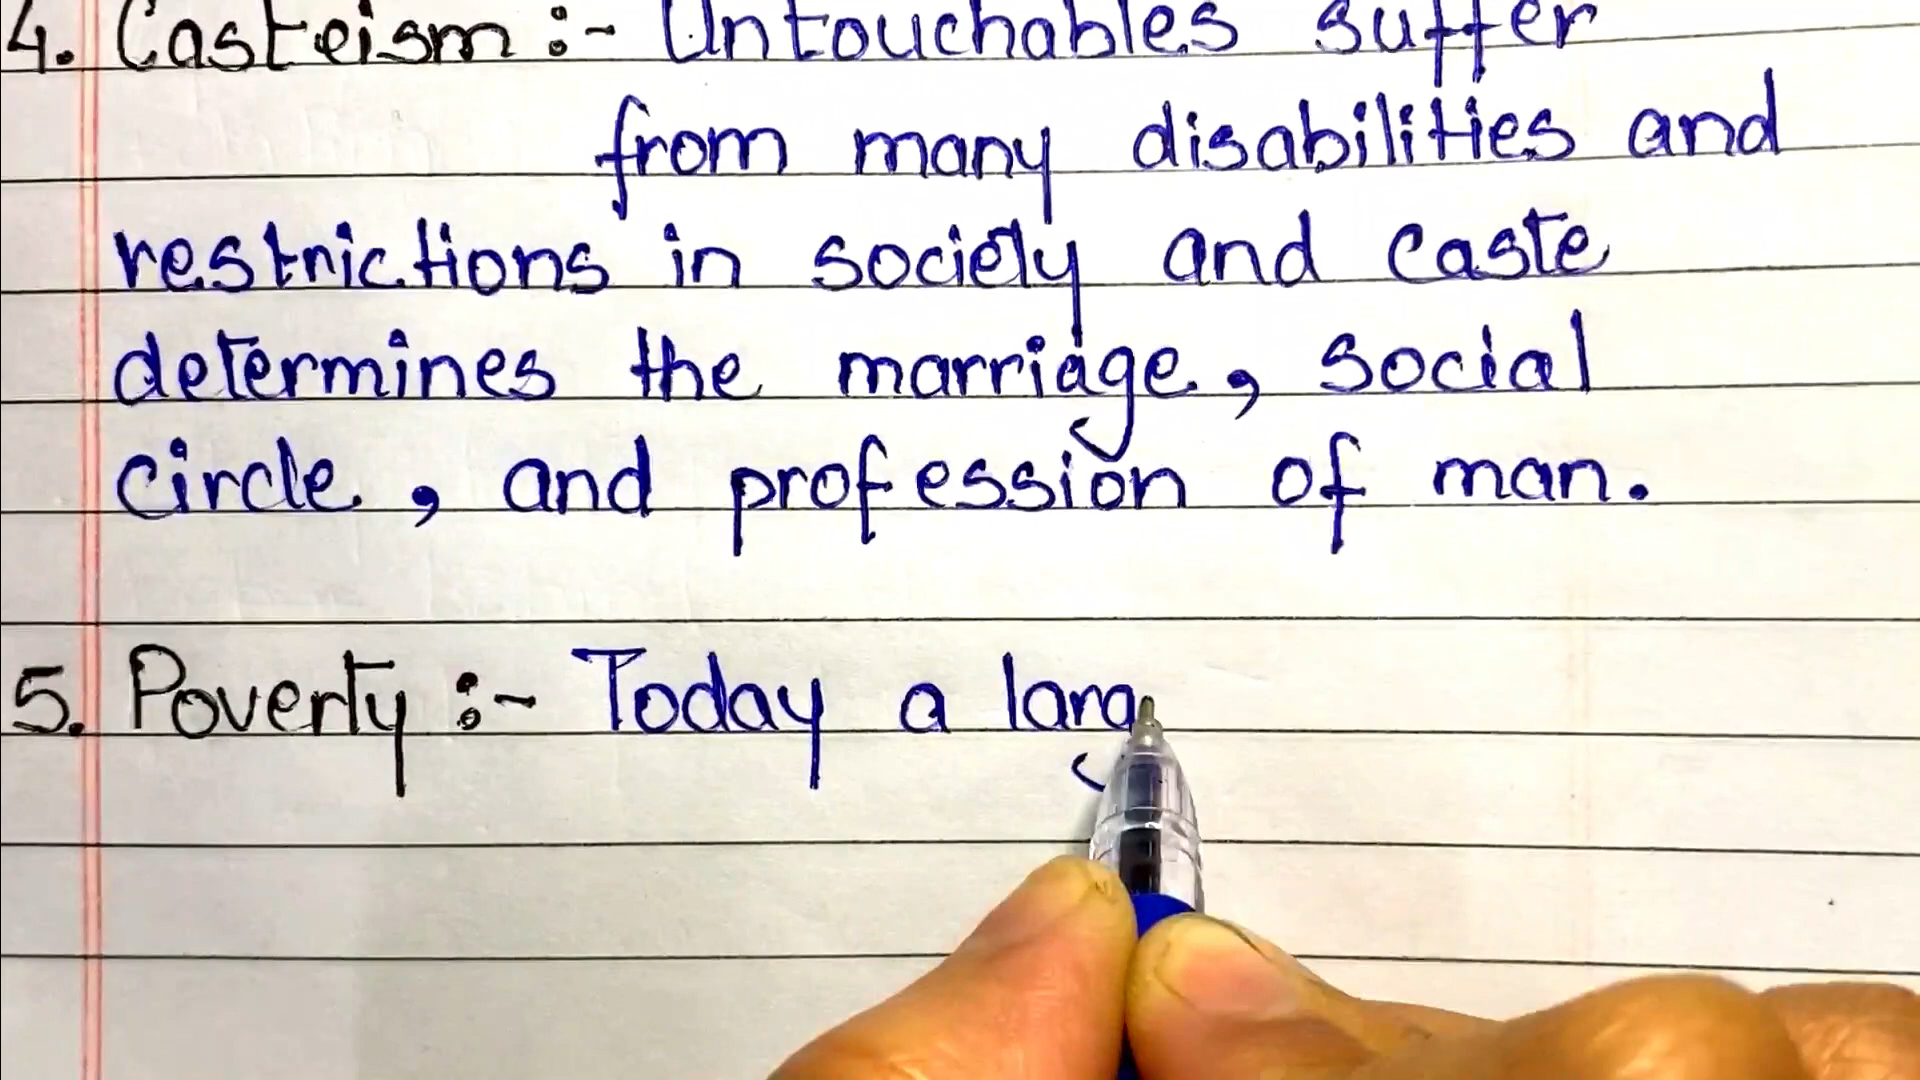 4. Casteism :- Untouchables suffer
from many disabilities and
restrictions in society and caste
determines the marriage, social
circle, and profession of man.
5. Poverty :- Today a larg